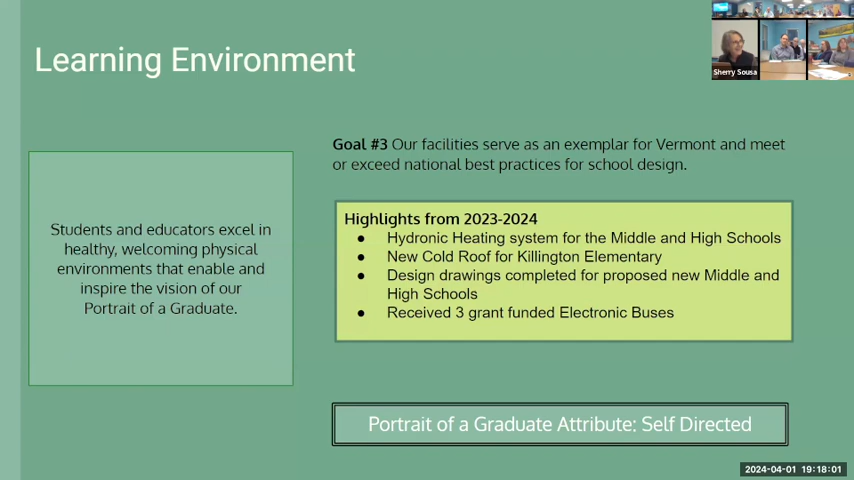 Learning Environment
Sherry Sousa
Goal #3 Our facilities serve as an exemplar for Vermont and meet
or exceed national best practices for school design.
Students and educators excel in
healthy, welcoming physical
environments that enable and
inspire the vision of our
Portrait of a Graduate.
Highlights from 2023-2024
● Hydronic Heating system for the Middle and High Schools
● New Cold Roof for Killington Elementary
● Design drawings completed for proposed new Middle and
High Schools
● Received 3 grant funded Electronic Buses
Portrait of a Graduate Attribute: Self Directed
2024-04-01 19:18:01